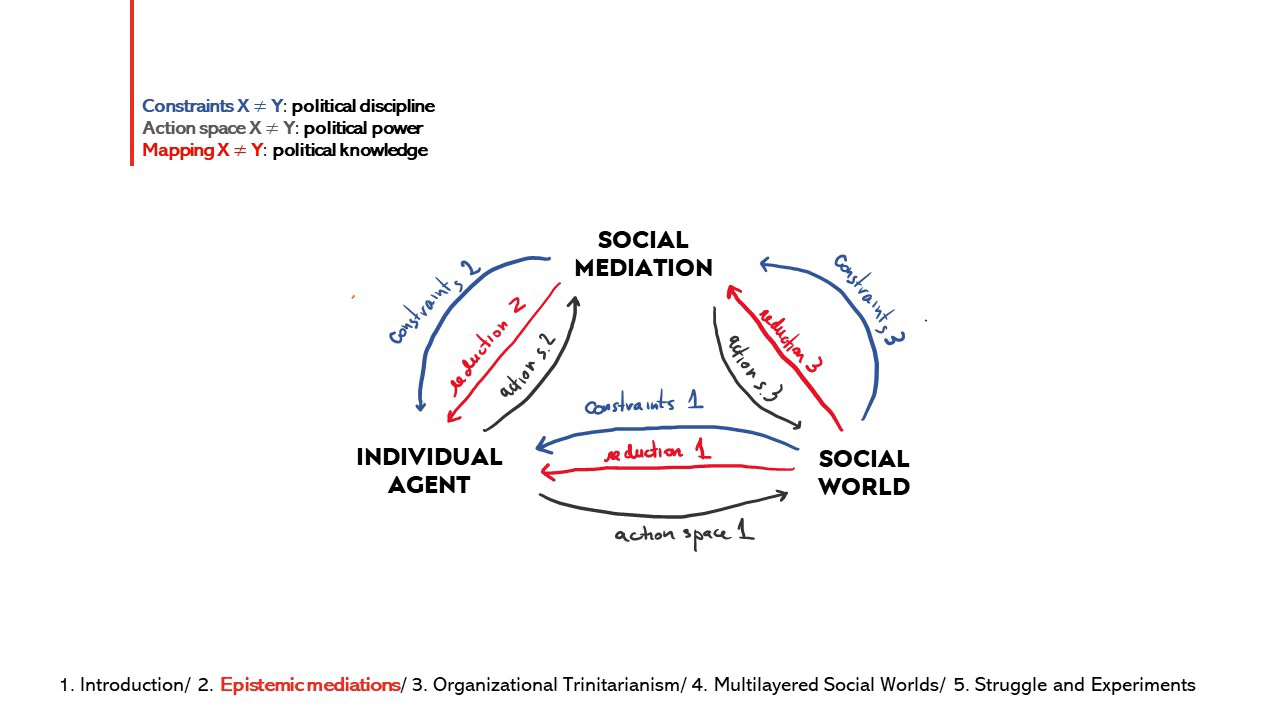 Constraints X ≠ Y: political discipline
Action space X ≠ Y: political power
Mapping X ≠ Y: political knowledge
SOCIAL
MEDIATION
constraints 2
reduction 2
action s.2
action s.3
reduction 3
constraints 3
constraints 1
reduction 1
INDIVIDUAL
AGENT
SOCIAL
WORLD
action space 1
1. Introduction/ 2. Epistemic mediations/ 3. Organizational Trinitarianism/ 4. Multilayered Social Worlds/ 5. Struggle and Experiments